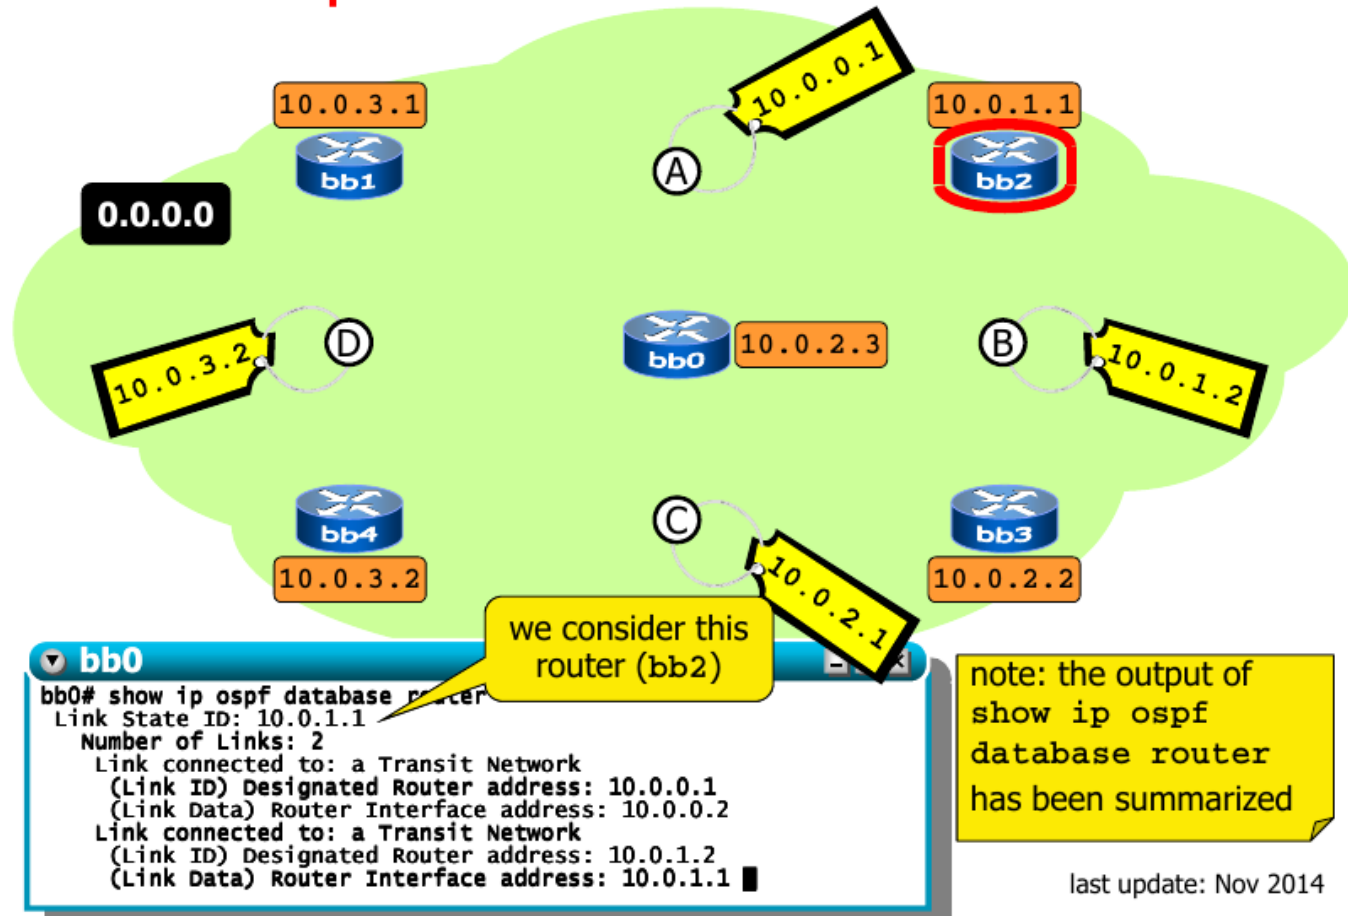 10.0.0.1
10.0.3.1
10.0.1.1
bb1
A
bb2
0.0.0.0
D
10.0.3.2
bb0
10.0.2.3
B
10.0.1.2
bb4
10.0.3.2
C
10.0.2.1
bb3
10.0.2.2
we consider this
router (bb2)
bb0
bb0# show ip ospf database router
Link State ID: 10.0.1.1
Number of Links: 2
Link connected to: a Transit Network
(Link ID) Designated Router address: 10.0.0.1
(Link Data) Router Interface address: 10.0.0.2
Link connected to: a Transit Network
(Link ID) Designated Router address: 10.0.1.2
(Link Data) Router Interface address: 10.0.1.1
note: the output of
show ip ospf
database router
has been summarized
last update: Nov 2014